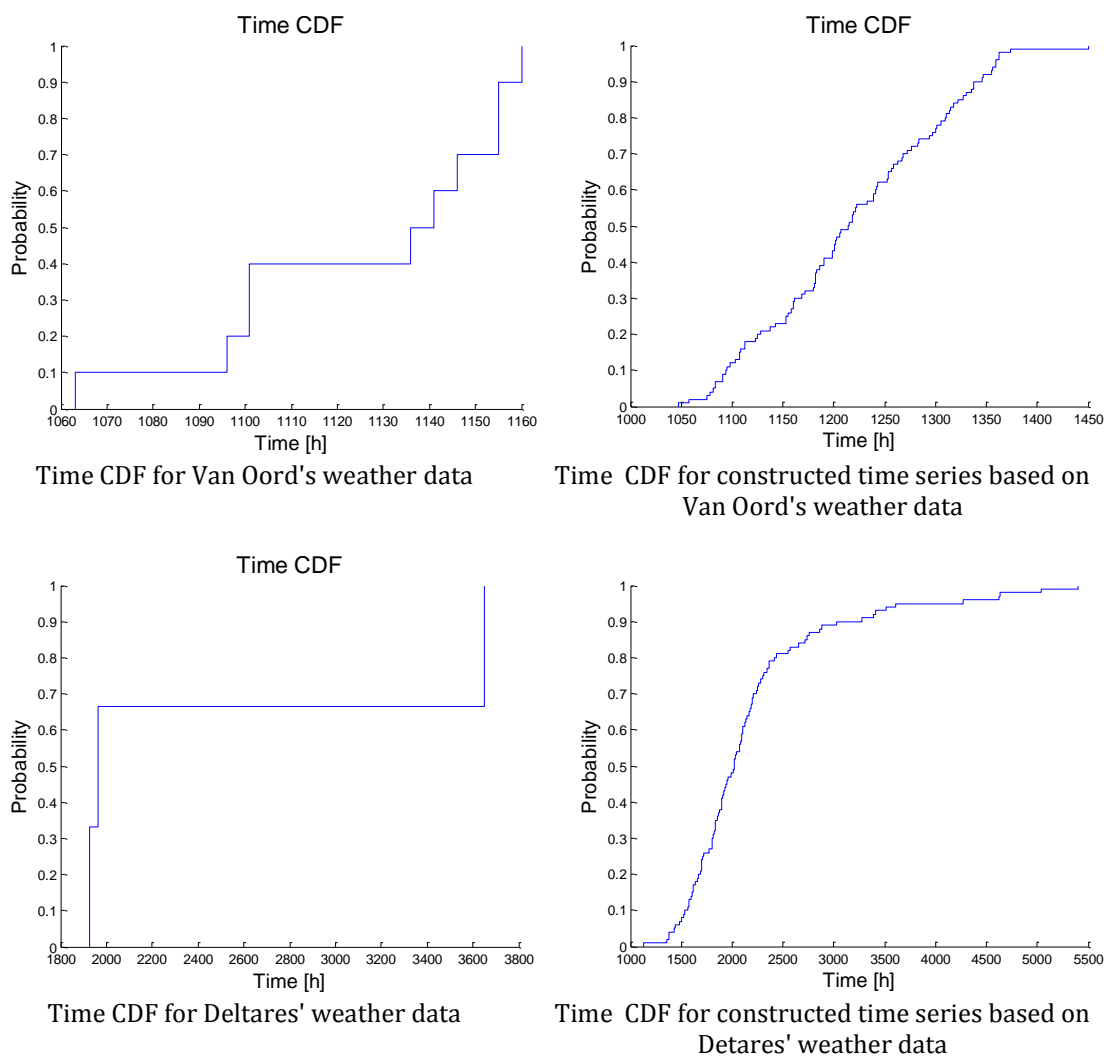 Time CDF
1
0.9
0.8
0.7
0.6
0.5
0.4
0.3
0.2
0.1
0
Probability
1060 1070 1080 1090 1100 1110 1120 1130 1140 1150 1160
Time [h]
Time CDF for Van Oord's weather data
Time CDF
1
0.9
0.8
0.7
0.6
0.5
0.4
0.3
0.2
0.1
0
Probability
1000 1050 1100 1150 1200 1250 1300 1350 1400 1450
Time [h]
Time CDF for constructed time series based on
Van Oord's weather data
Time CDF
1
0.9
0.8
0.7
0.6
0.5
0.4
0.3
0.2
0.1
0
Probability
1800 2000 2200 2400 2600 2800 3000 3200 3400 3600 3800
Time [h]
Time CDF for Deltares' weather data
1
0.9
0.8
0.7
0.6
0.5
0.4
0.3
0.2
0.1
0
Probability
1000 1500 2000 2500 3000 3500 4000 4500 5000 5500
Time [h]
Time CDF for constructed time series based on
Detares' weather data